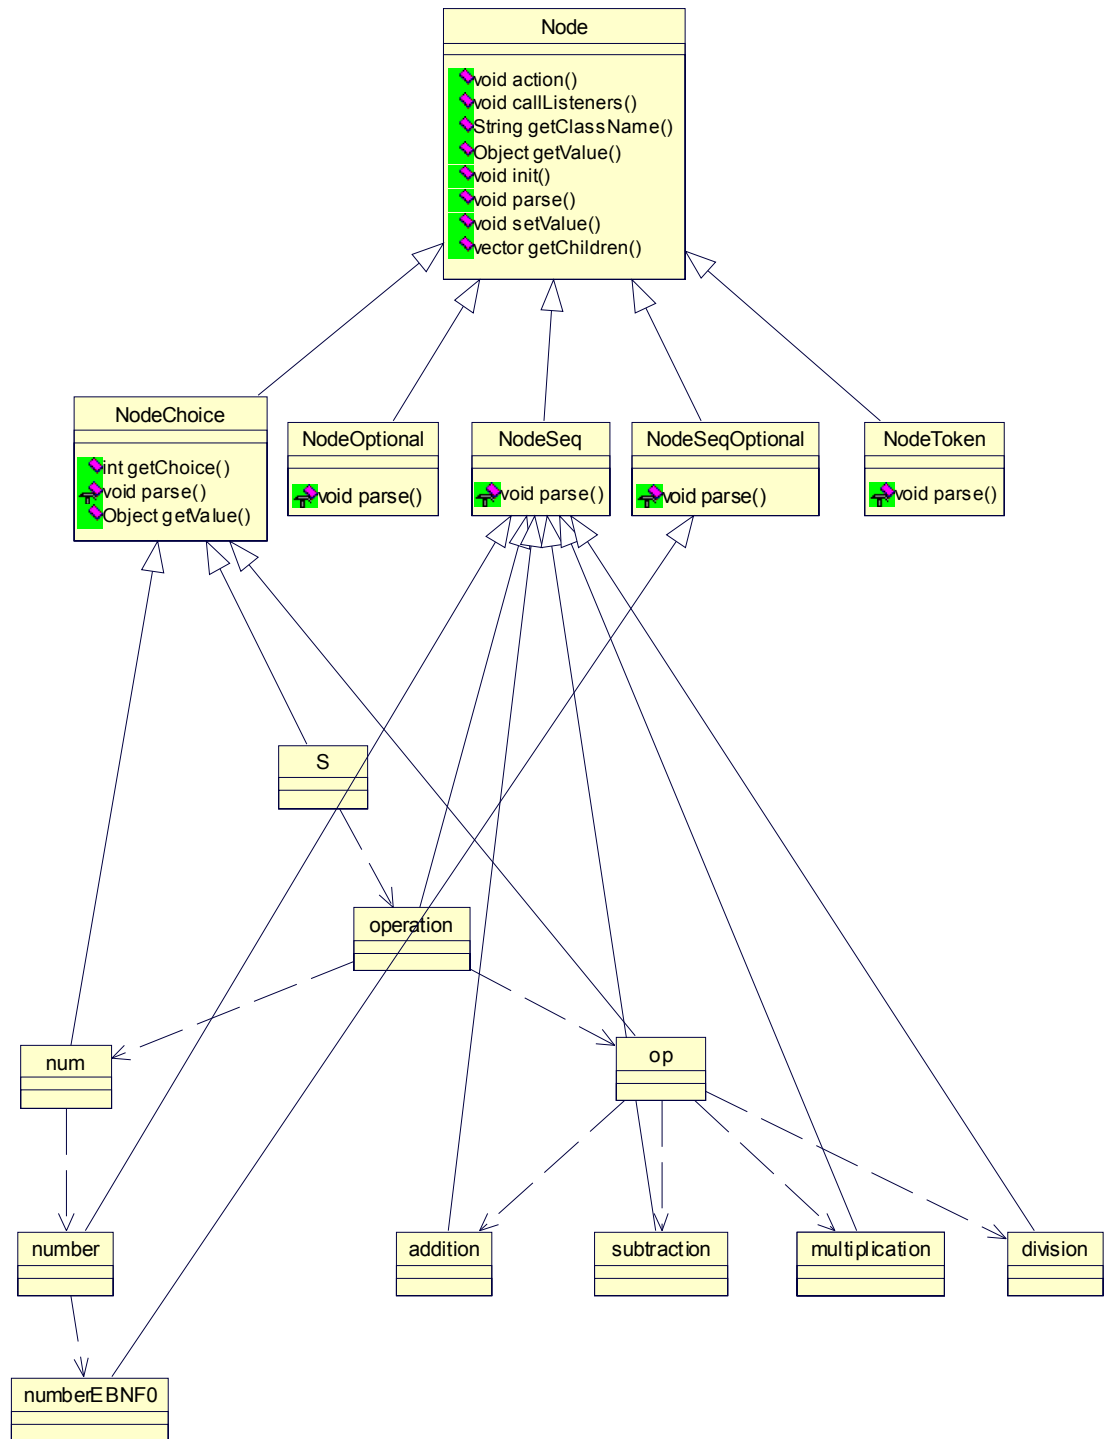 Node
void action()
void callListeners()
String getClassName()
Object getValue()
void init()
void parse()
void setValue()
vector getChildren()
NodeChoice
int getChoice()
void parse()
Object getValue()
NodeOptional
void parse()
NodeSeq
void parse()
NodeSeqOptional
void parse()
NodeToken
void parse()
S
operation
num
op
number
addition
subtraction
multiplication
division
numberEBNF0